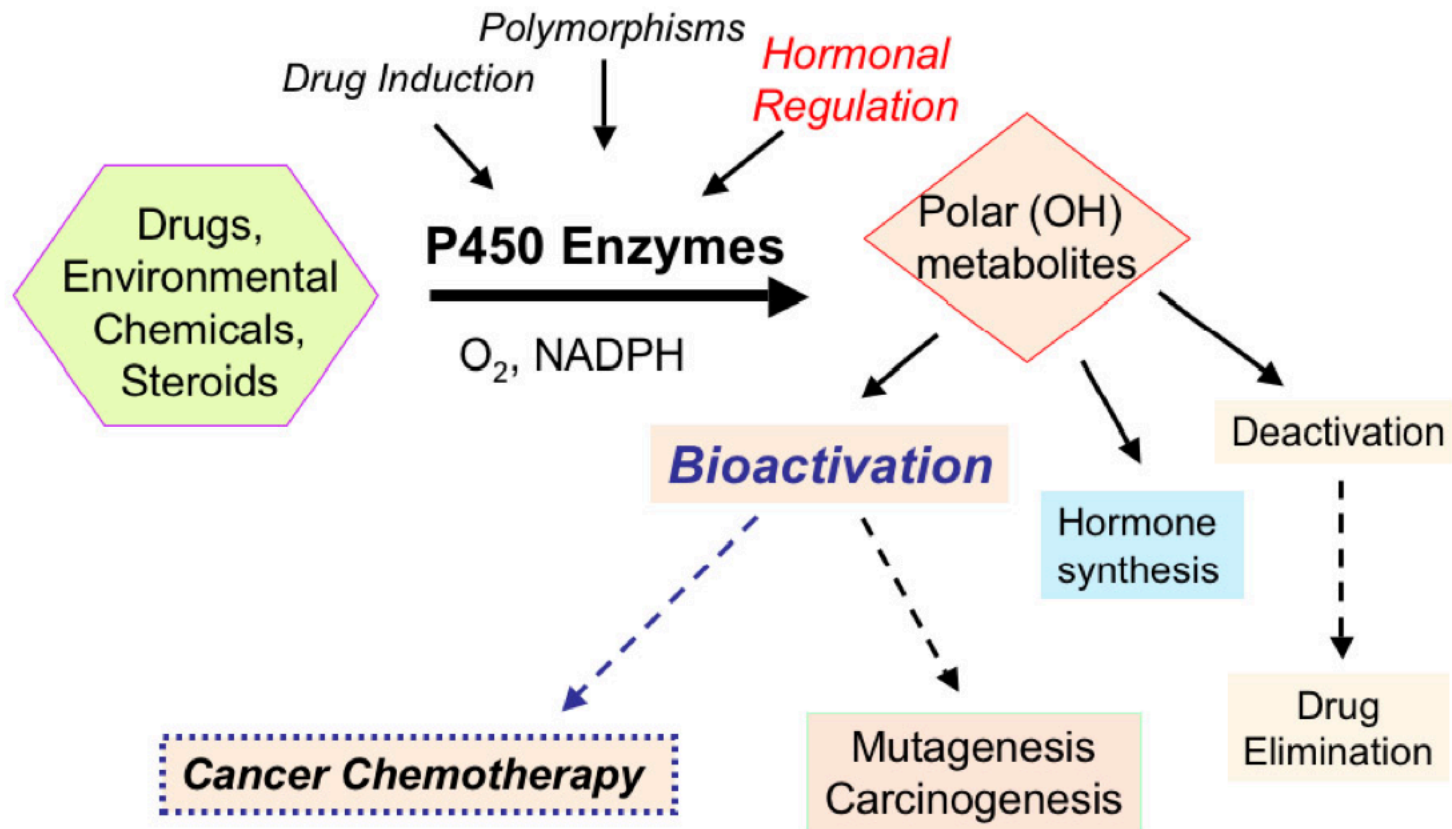 Polymorphisms
Drug Induction
Hormonal
Regulation
Drugs,
Environmental
Chemicals,
Steroids
P450 Enzymes
O₂, NADPH
Polar (OH)
metabolites
Bioactivation
Hormone
synthesis
Deactivation
Cancer Chemotherapy
Mutagenesis
Carcinogenesis
Drug
Elimination